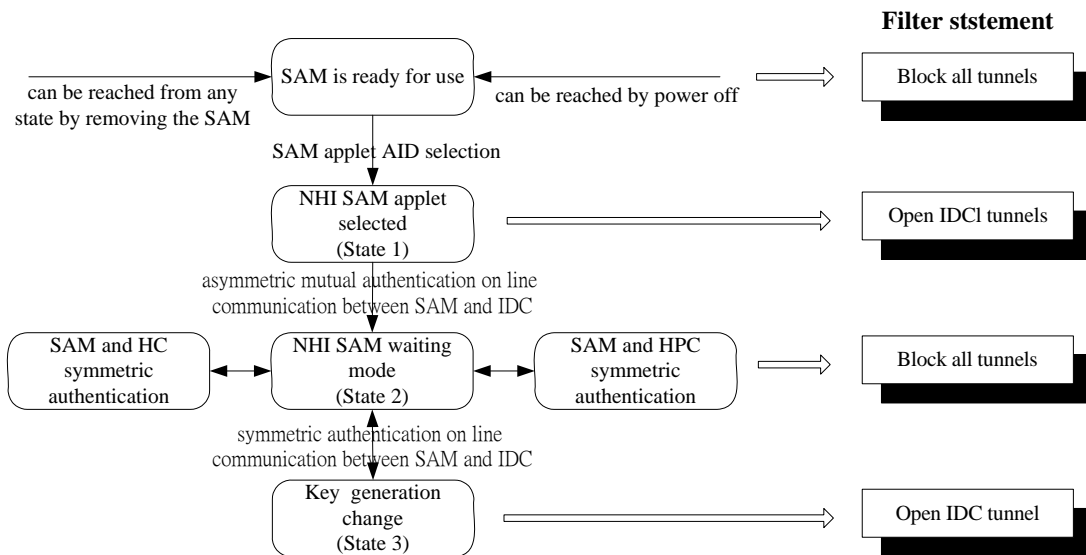 Filter ststement
SAM is ready for use
Block all tunnels
can be reached from any
state by removing the SAM
can be reached by power off
SAM applet AID selection
NHI SAM applet
selected
(State 1)
Open IDCl tunnels
asymmetric mutual authentication on line
communication between SAM and IDC
SAM and HC
symmetric
authentication
NHI SAM waiting
mode
(State 2)
SAM and HPC
symmetric
authentication
Block all tunnels
symmetric authentication on line
communication between SAM and IDC
Key generation
change
(State 3)
Open IDC tunnel